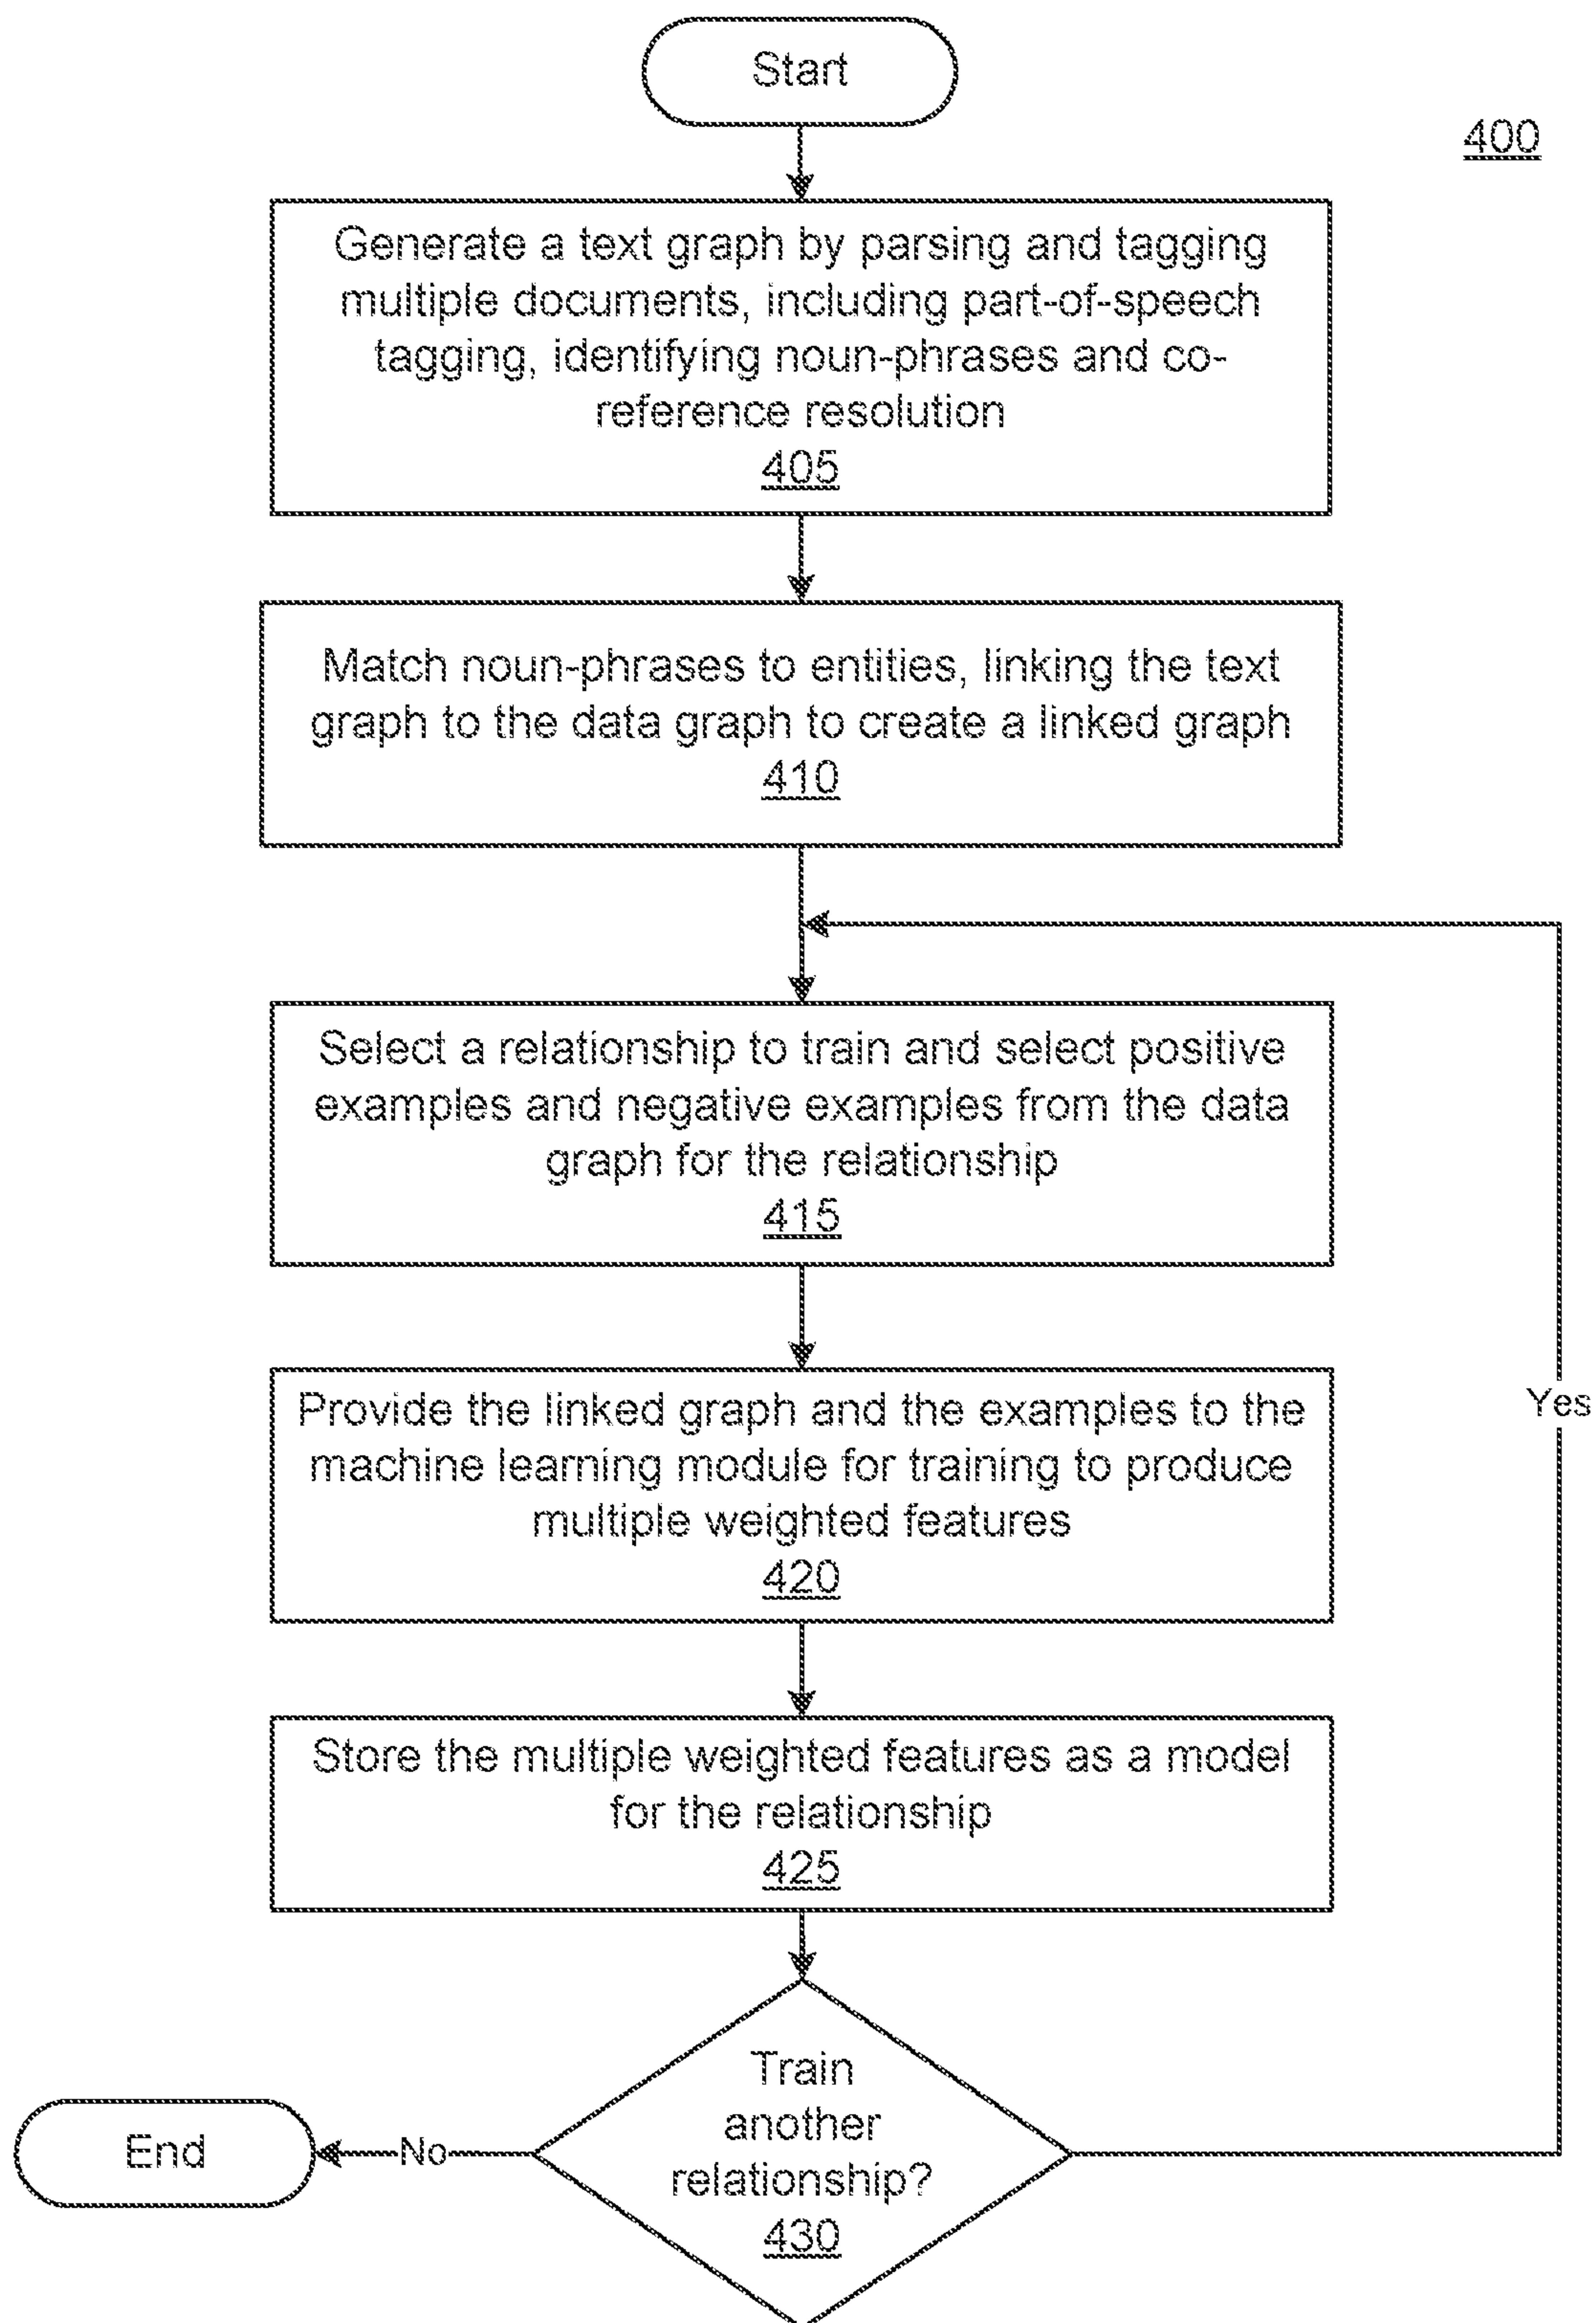 Start
400
Generate a text graph by parsing and tagging
multiple documents, including part-of-speech
tagging, identifying noun-phrases and co-
reference resolution
405
Match noun-phrases to entities, linking the text
graph to the data graph to create a linked graph
410
Select a relationship to train and select positive
examples and negative examples from the data
graph for the relationship
415
Provide the linked graph and the examples to the
machine learning module for training to produce
multiple weighted features
420
Yes
Store the multiple weighted features as a model
for the relationship
425
Train
another
relationship?
430
No
End